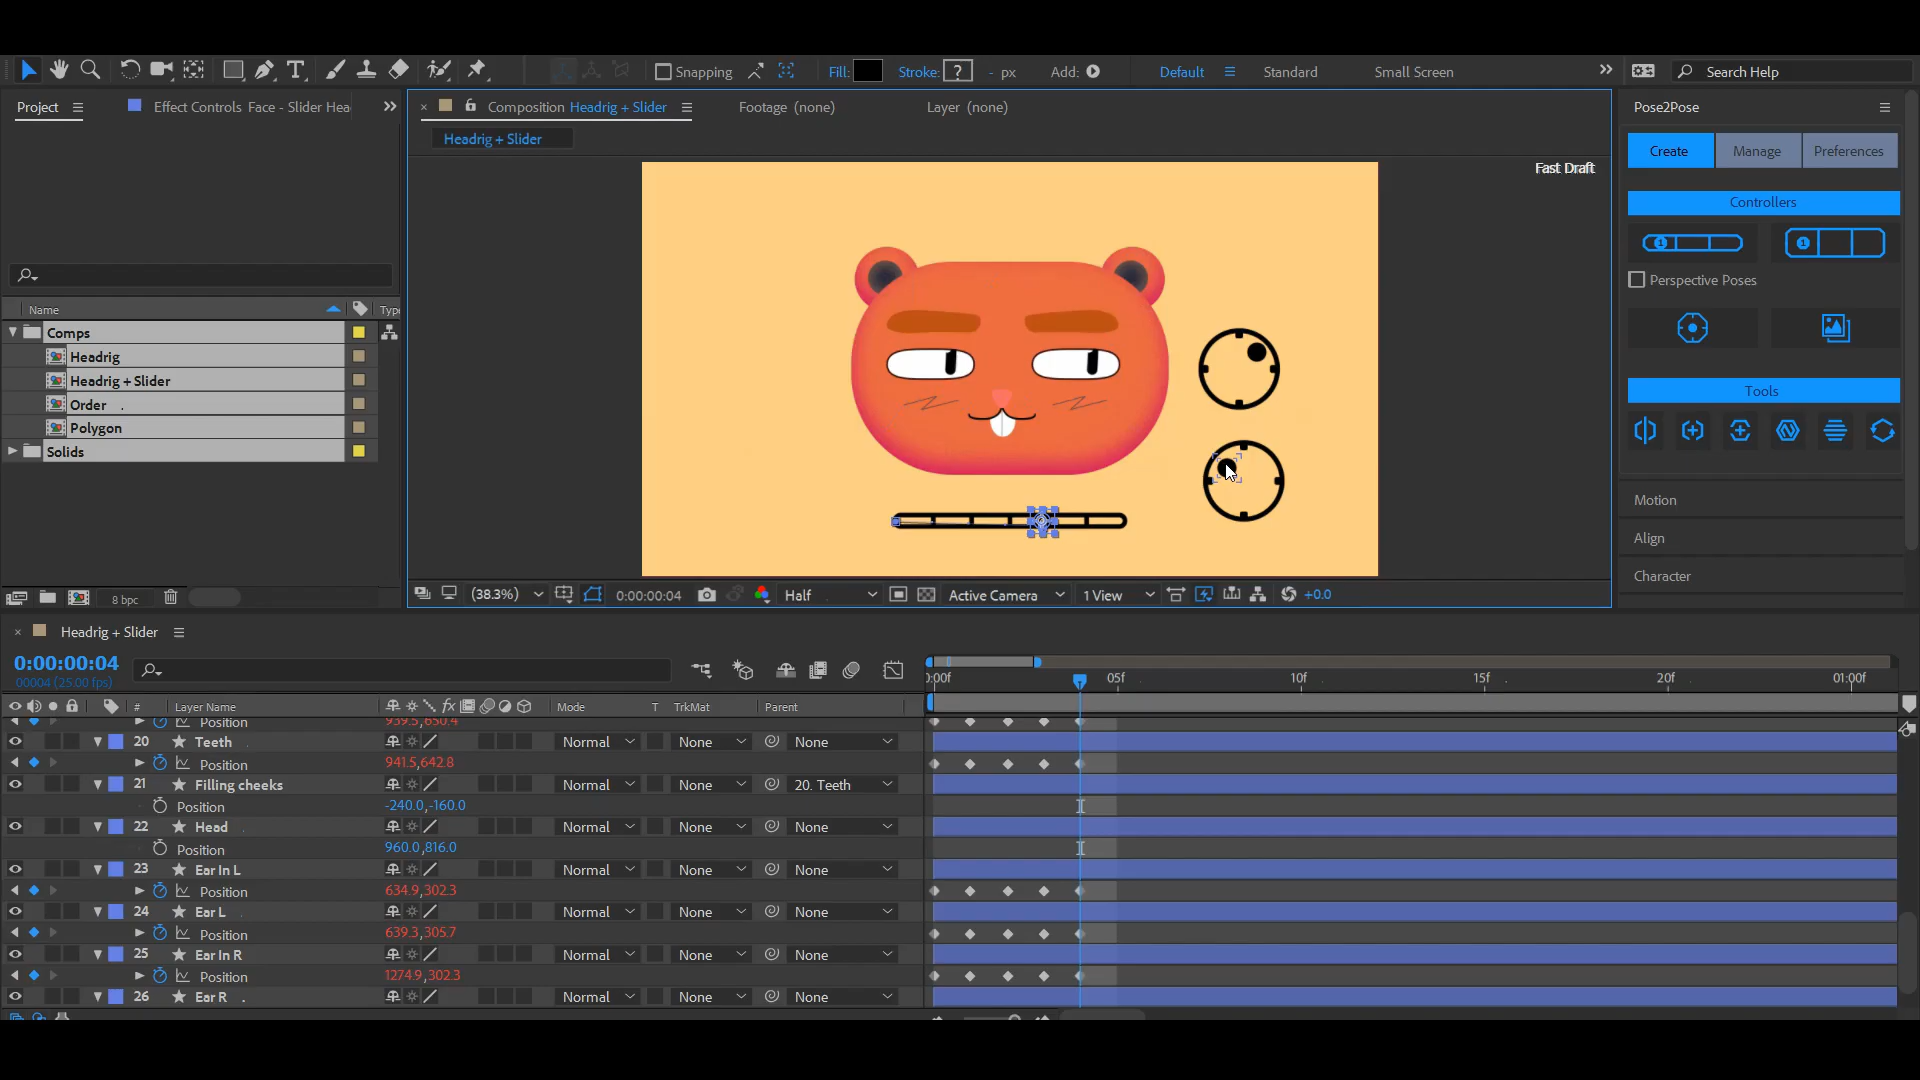 Snapping
Fill:
Stroke: ?
- px
Add:
Default
Standard
Small Screen
Search Help
Project
Effect Controls Face - Slider Hea
Composition Headrig + Slider
Footage (none)
Layer (none)
Pose2Pose
Headrig + Slider
Fast Draft
Create
Manage
Preferences
Controllers
1
1
Perspective Poses
Tools
Motion
Align
Character
Name
Type
Comps
Headrig
Headrig + Slider
Order
Polygon
Solids
8 bpc
(38.3%)
0:00:00:04
Half
Active Camera
1 View
+0.0
Headrig + Slider
0:00:00:04
00004 (25.00 fps)
:00f
05f
10f
15f
20f
01:00f
#
Layer Name
fx
Mode
T
TrkMat
Parent
Position
939.5,650.4
20
Teeth
Normal
None
None
Position
941.5,642.8
21
Filling cheeks
Normal
None
20. Teeth
Position
-240.0,-160.0
22
Head
Normal
None
None
Position
960.0,816.0
23
Ear In L
Normal
None
None
Position
634.9,302.3
24
Ear L
Normal
None
None
Position
639.3,305.7
25
Ear In R
Normal
None
None
Position
1274.9,302.3
26
Ear R
Normal
None
None